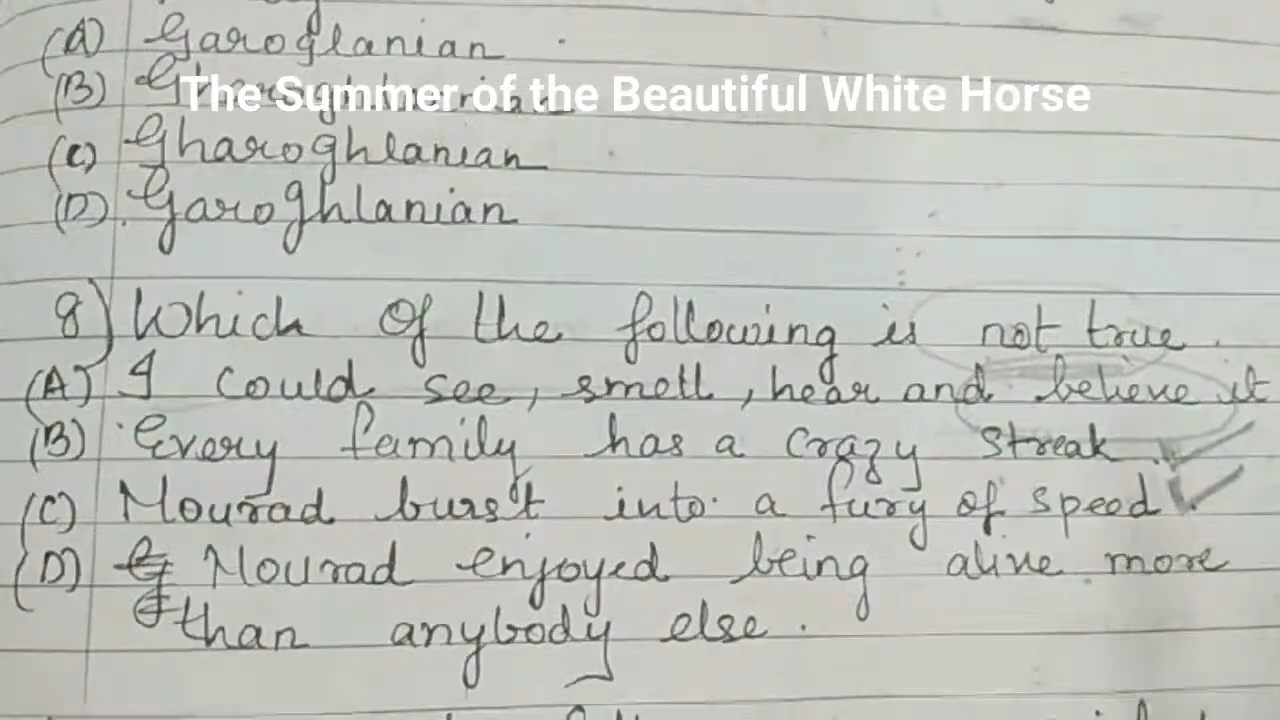 (A) Garoglanian
The Summer of the Beautiful White Horse
(B)
(C) Gharoghlanian
(D) Garoghlanian
8) Which of the following is not true.
(A) I could see, smell, hear and believe it
(B) Every family has a crazy streak.
(C) Mourad burst into a fury of speed
(D) Mourad enjoyed being alive more
than anybody else.